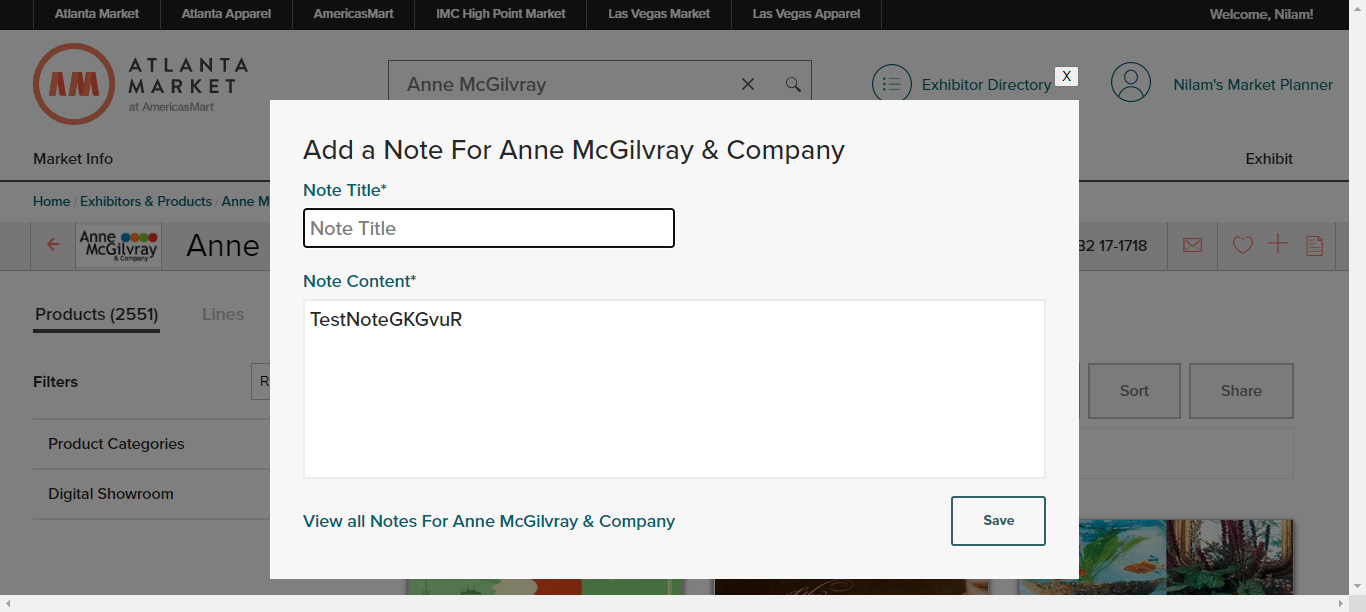 Atlanta Market Atlanta Apparel AmericasMart IMC High Point Market Las Vegas Market Las Vegas Apparel Welcome, Nilam!
AM ATLANTA
MARKET
at AmericasMart
Anne McGilvray
Exhibitor Directory
X
Nilam's Market Planner
Market Info
Exhibit
Home / Exhibitors & Products / Anne M
Anne
McGilvray
& Company
Anne
32 17-1718
Add a Note For Anne McGilvray & Company
Note Title*
Note Title
Note Content*
TestNoteGKGvuR
View all Notes For Anne McGilvray & Company
Save
Products (2551) Lines
Filters
R
Sort
Share
Product Categories
Digital Showroom